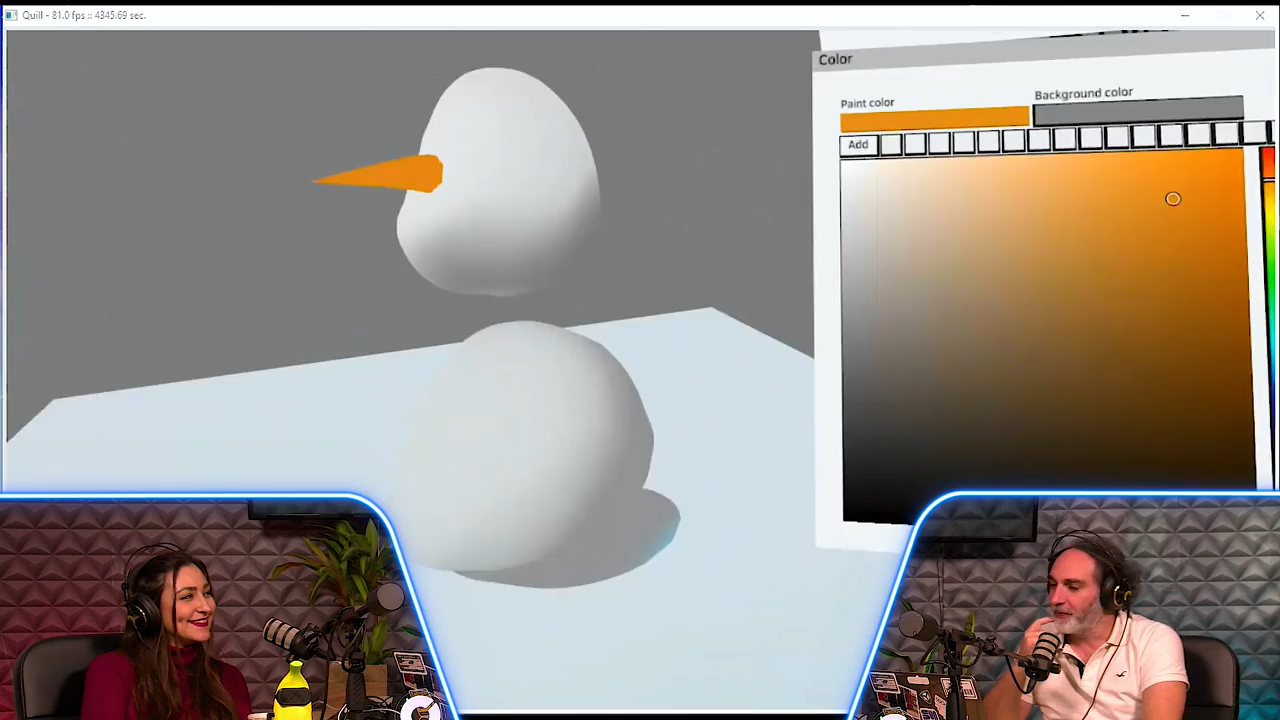 Quill - 81.0 fps :: 4345.69 sec.
Color
Paint color
Background color
Add